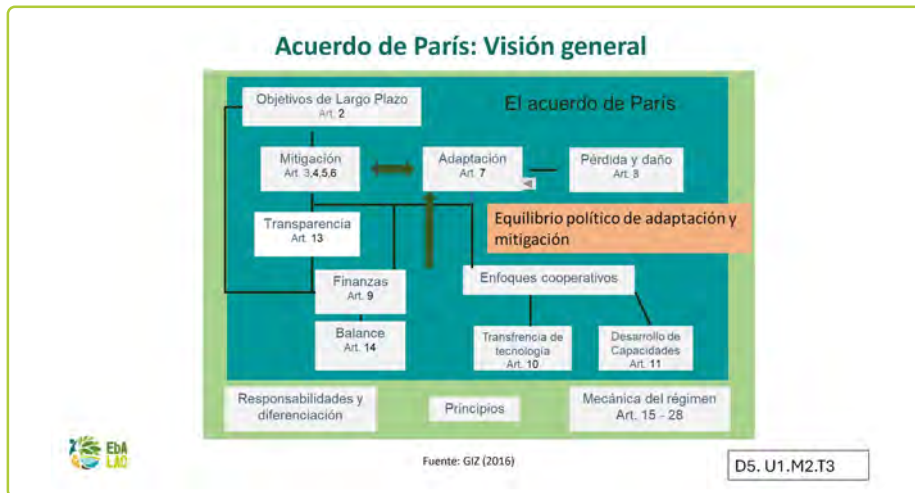 Acuerdo de París: Visión general
El acuerdo de París
Objetivos de Largo Plazo
Art. 2
Mitigación
Art. 3,4,5,6
Adaptación
Art. 7
Pérdida y daño
Art. 8
Transparencia
Art. 13
Equilibrio político de adaptación y
mitigación
Finanzas
Art. 9
Enfoques cooperativos
Balance
Art. 14
Transfrencia de
tecnología
Art. 10
Desarrollo de
Capacidades
Art. 11
Responsabilidades y
diferenciación
Principios
Mecánica del régimen
Art. 15 - 28
EbA
LAC
Fuente: GIZ (2016)
D5. U1.M2.T3